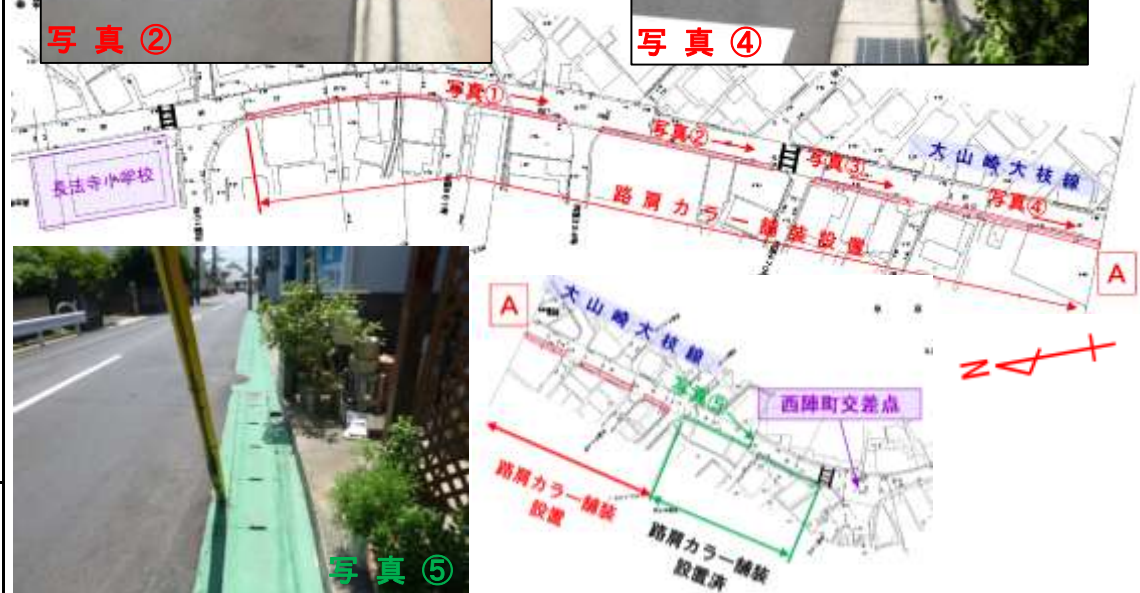 写真②
写真④
写真①
写真②
写真③
大山崎大枝線
写真④
長法寺小学校
路肩カラー舗装設置
A
A
大山崎大枝線
写真⑤
西陣町交差点
N
路肩カラー舗装
設置
路肩カラー舗装
設置済
写真⑤